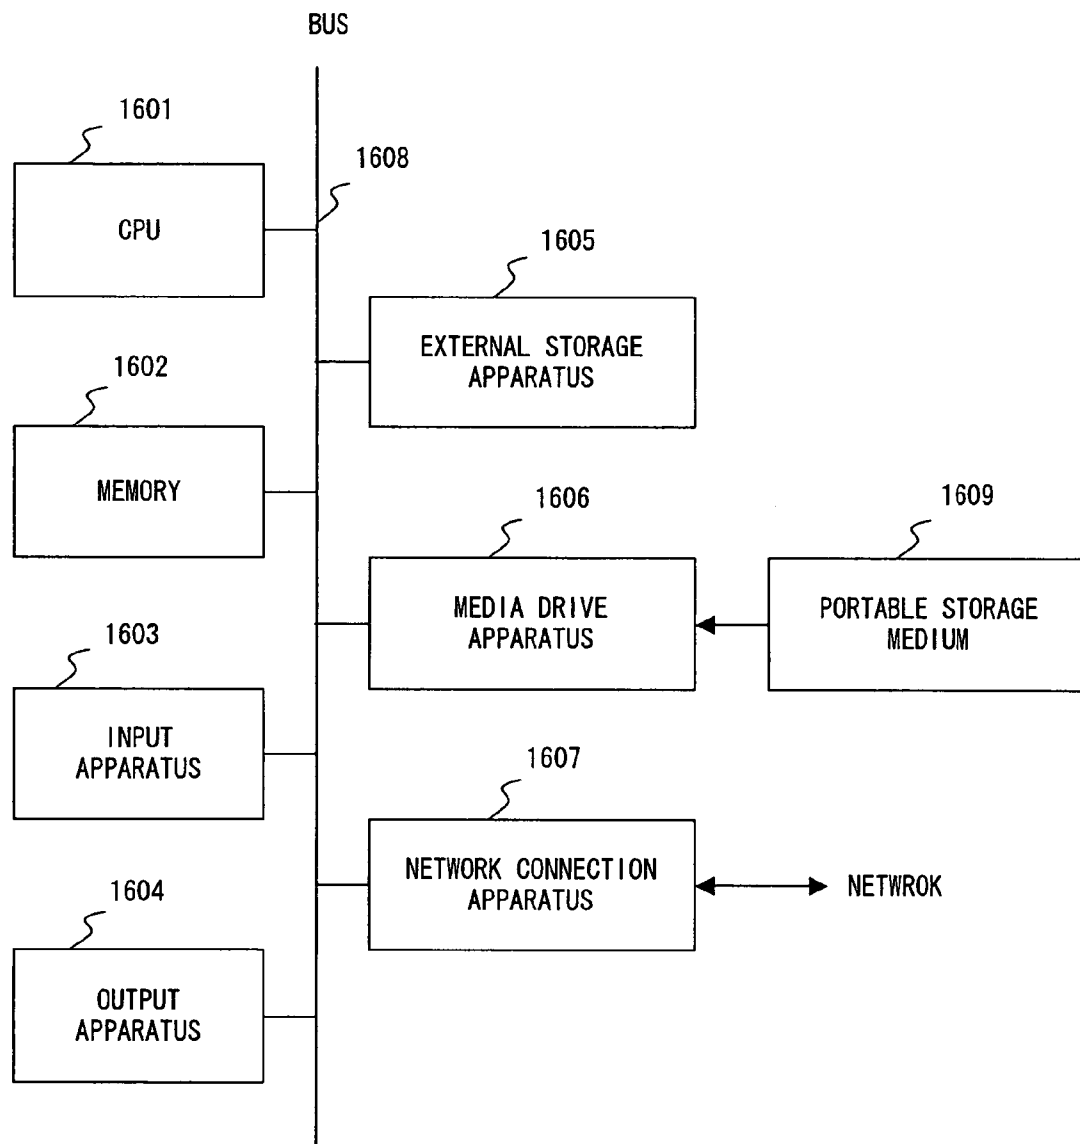 BUS
1601
CPU
1608
1605
EXTERNAL STORAGE
APPARATUS
1602
MEMORY
1606
MEDIA DRIVE
APPARATUS
1609
PORTABLE STORAGE
MEDIUM
1603
INPUT
APPARATUS
1607
NETWORK CONNECTION
APPARATUS
NETWROK
1604
OUTPUT
APPARATUS